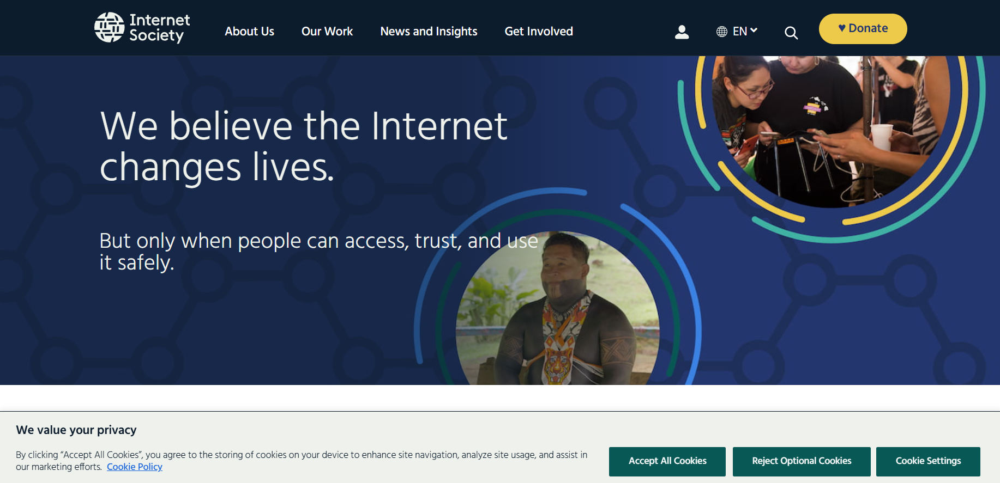 Internet
Society
About Us
Our Work
News and Insights
Get Involved
EN
♥ Donate
We believe the Internet
changes lives.
But only when people can access, trust, and use
it safely.
We value your privacy
By clicking “Accept All Cookies”, you agree to the storing of cookies on your device to enhance site navigation, analyze site usage, and assist in
our marketing efforts. Cookie Policy
Accept All Cookies
Reject Optional Cookies
Cookie Settings